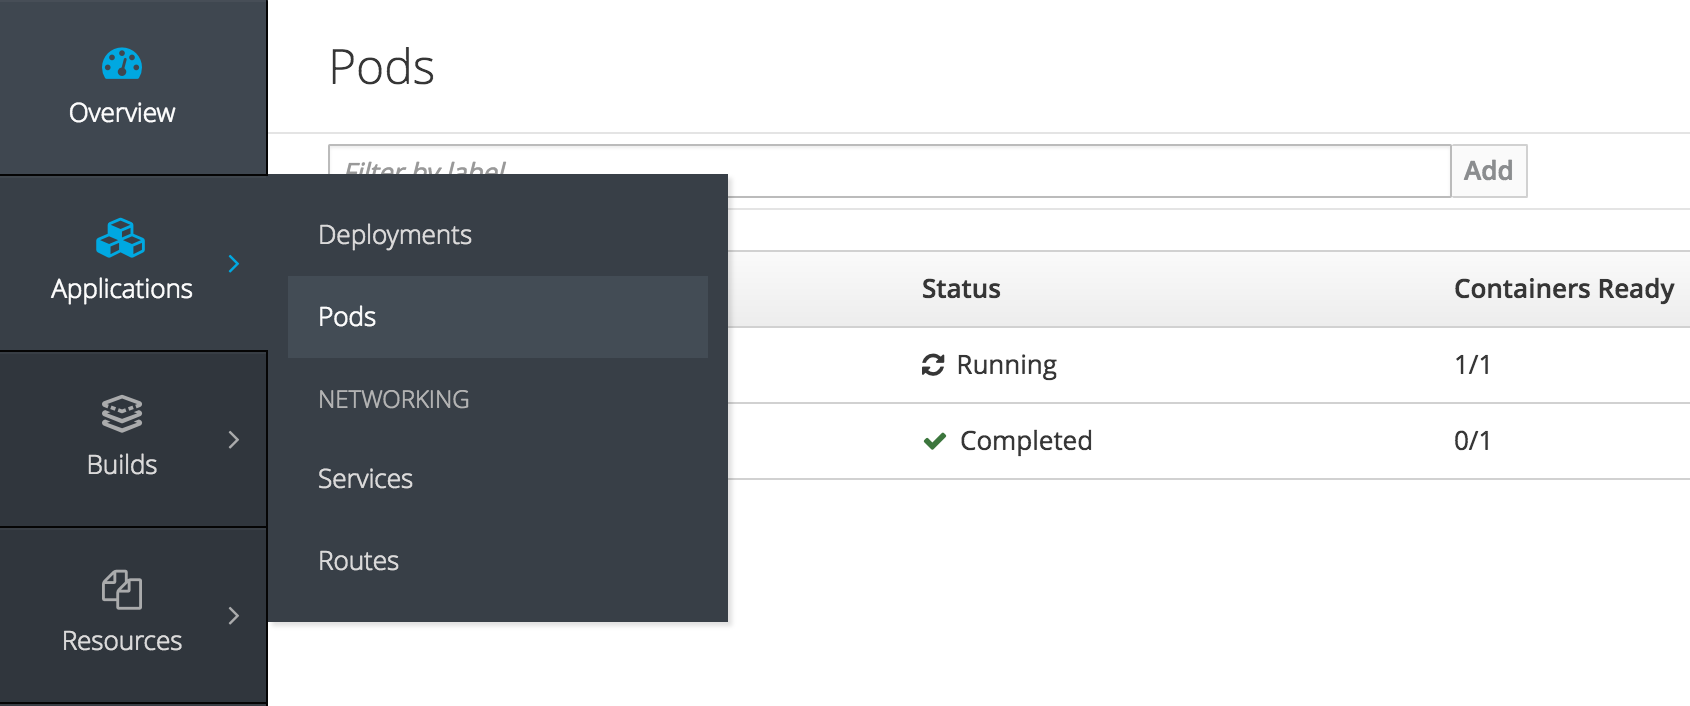 Overview
Applications
Builds
Resources
Pods
Filter by label
Add
Deployments
Pods
NETWORKING
Services
Routes
Status Containers Ready
Running 1/1
Completed 0/1